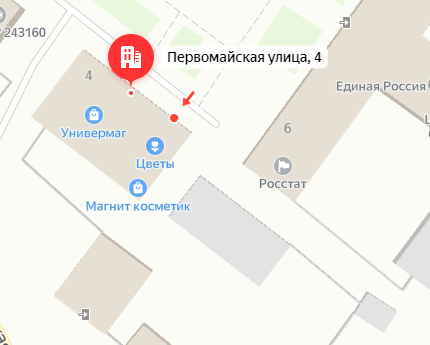 243160
Первомайская улица, 4
4
Единая Россия
Универмаг
6
Цветы
Росстат
Магнит косметик